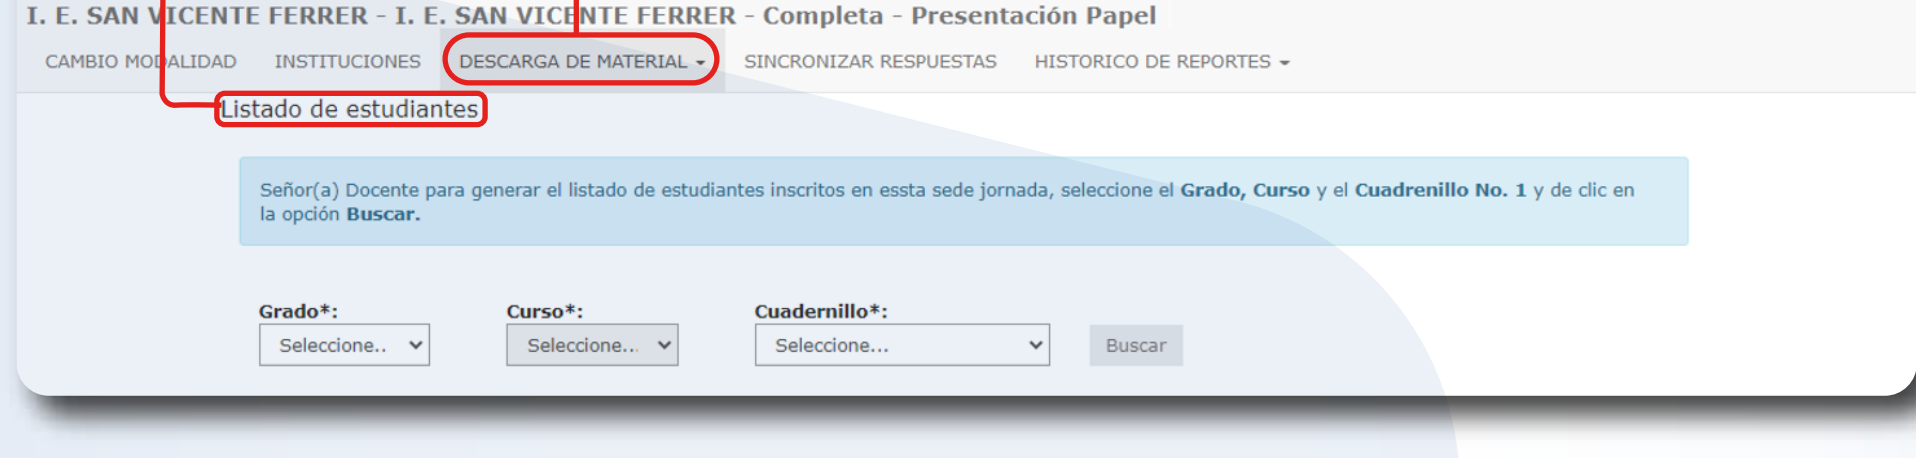 I. E. SAN VICENTE FERRER - I. E. SAN VICENTE FERRER - Completa - Presentación Papel
CAMBIO MODALIDAD INSTITUCIONES DESCARGA DE MATERIAL SINCRONIZAR RESPUESTAS HISTORICO DE REPORTES
Listado de estudiantes
Señor(a) Docente para generar el listado de estudiantes inscritos en essta sede jornada, seleccione el Grado, Curso y el Cuadrenillo No. 1 y de clic en
la opción Buscar.
Grado*: Curso*: Cuadernillo*:
Seleccione.. Seleccione... Seleccione... Buscar